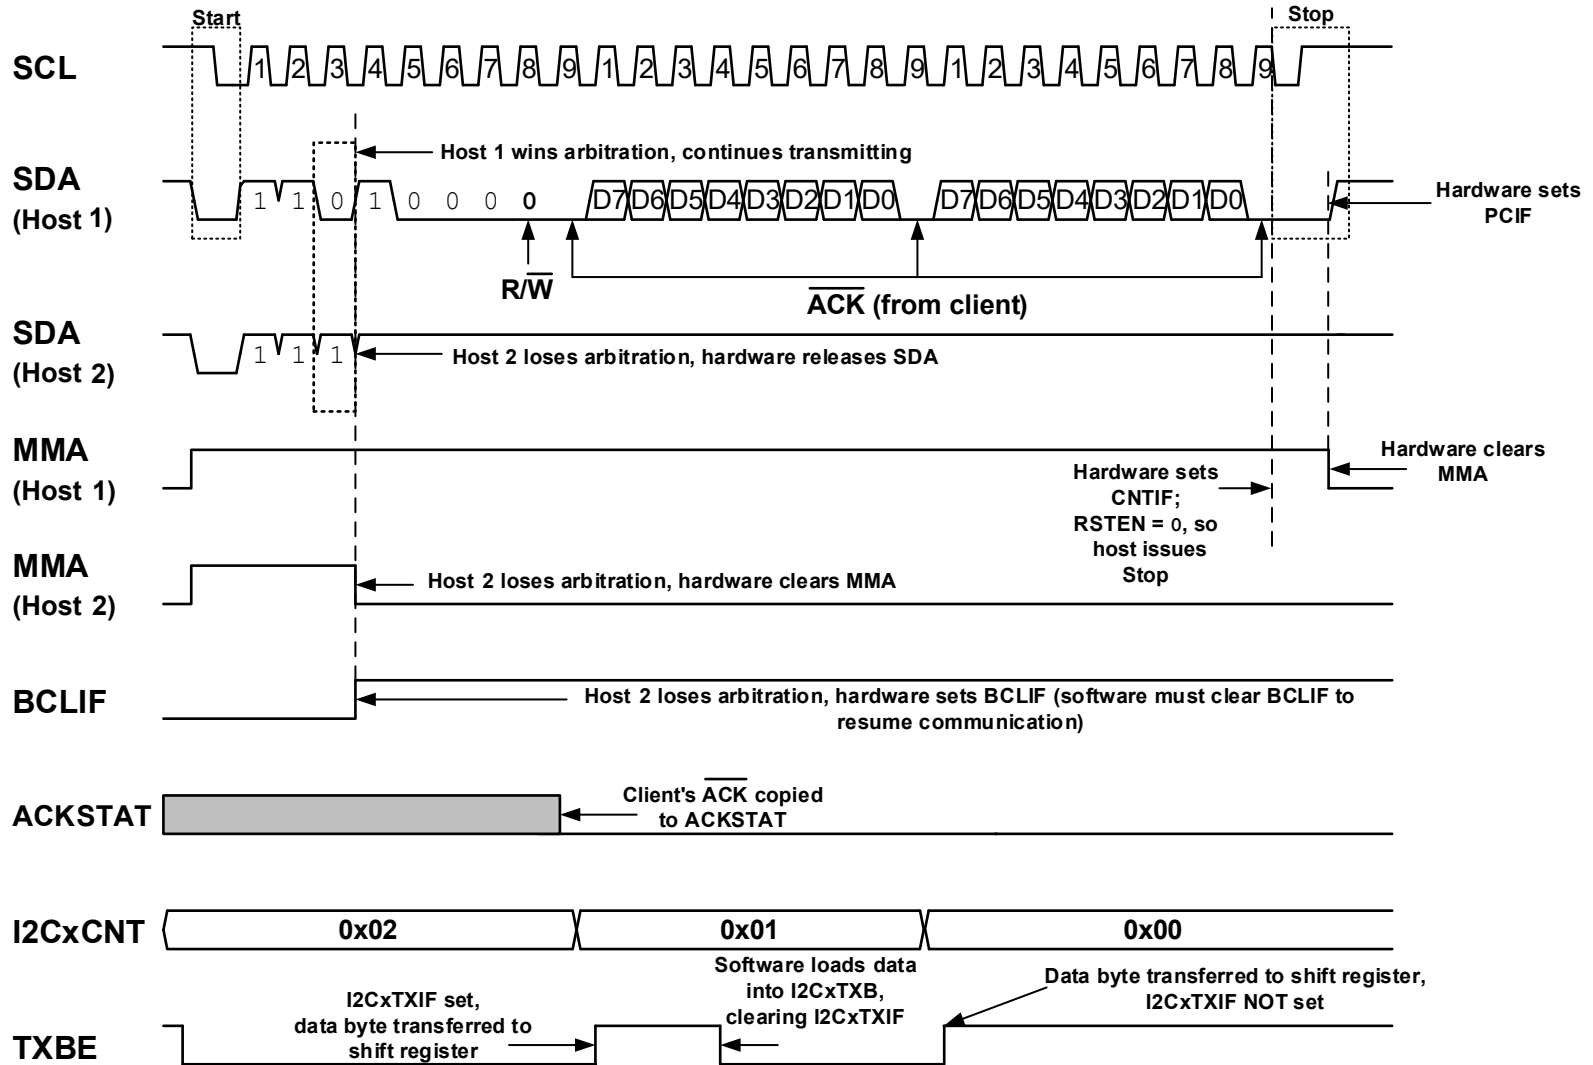 Start
Stop
SCL
1 2 3 4 5 6 7 8 9 1 2 3 4 5 6 7 8 9 1 2 3 4 5 6 7 8 9
Host 1 wins arbitration, continues transmitting
SDA
(Host 1)
1 1 0 1 0 0 0 0
D7 D6 D5 D4 D3 D2 D1 D0
D7 D6 D5 D4 D3 D2 D1 D0
Hardware sets
PCIF
R/W̅
A̅C̅K̅ (from client)
SDA
(Host 2)
1 1 1
Host 2 loses arbitration, hardware releases SDA
MMA
(Host 1)
Hardware sets
CNTIF;
RSTEN = 0, so
host issues
Stop
Hardware clears
MMA
MMA
(Host 2)
Host 2 loses arbitration, hardware clears MMA
BCLIF
Host 2 loses arbitration, hardware sets BCLIF (software must clear BCLIF to
resume communication)
ACKSTAT
Client's A̅C̅K̅ copied
to ACKSTAT
I2CxCNT
0x02
0x01
0x00
TXBE
I2CxTXIF set,
data byte transferred to
shift register
Software loads data
into I2CxTXB,
clearing I2CxTXIF
Data byte transferred to shift register,
I2CxTXIF NOT set